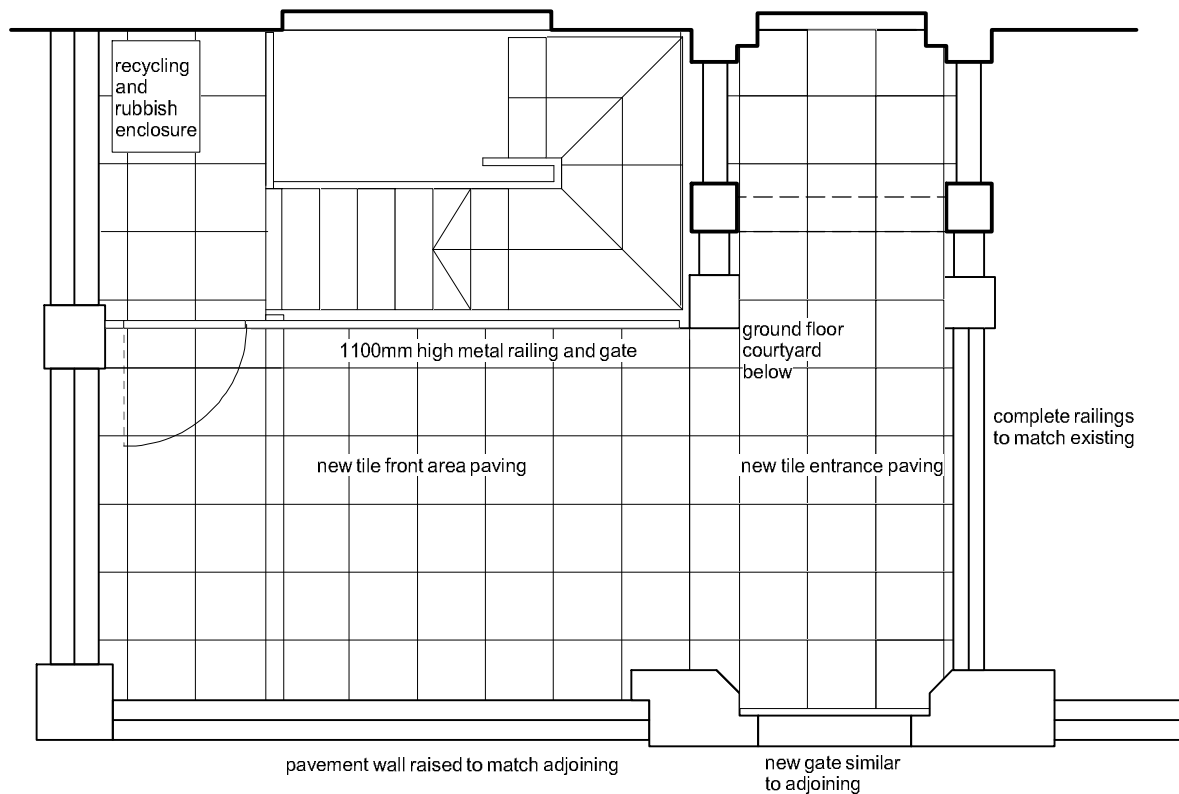 recycling
and
rubbish
enclosure
1100mm high metal railing and gate
ground floor
courtyard
below
complete railings
to match existing
new tile front area paving
new tile entrance paving
pavement wall raised to match adjoining
new gate similar
to adjoining